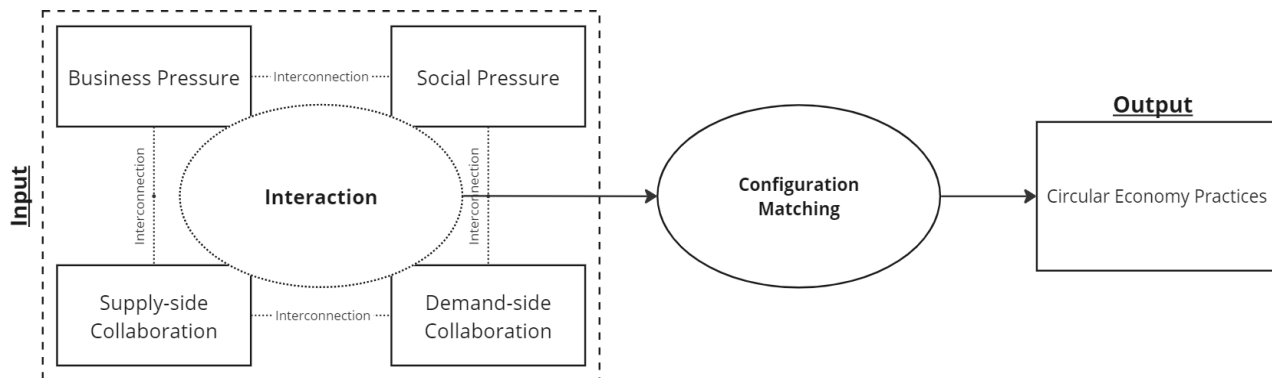 Input
Business Pressure
Interconnection
Social Pressure
Interconnection
Interaction
Interconnection
Supply-side
Collaboration
Interconnection
Demand-side
Collaboration
Configuration
Matching
Output
Circular Economy Practices